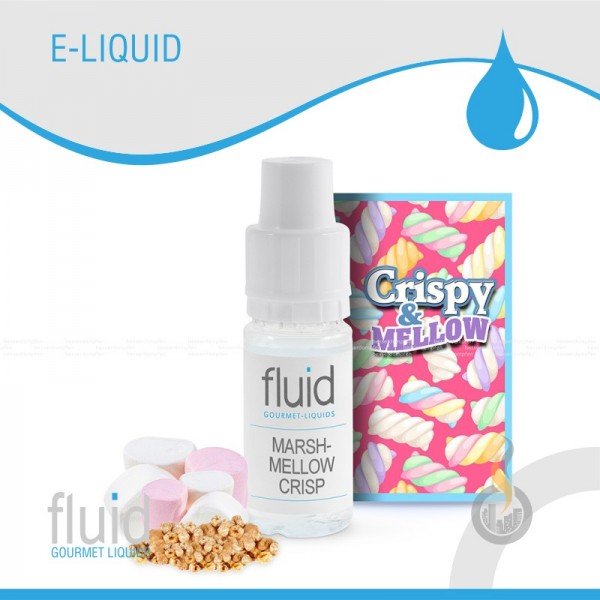 E-LIQUID
Crispy
&
MELLOW
fluid
GOURMET-LIQUIDS
MARSH-
MELLOW
CRISP
fluid
GOURMET LIQUIDS